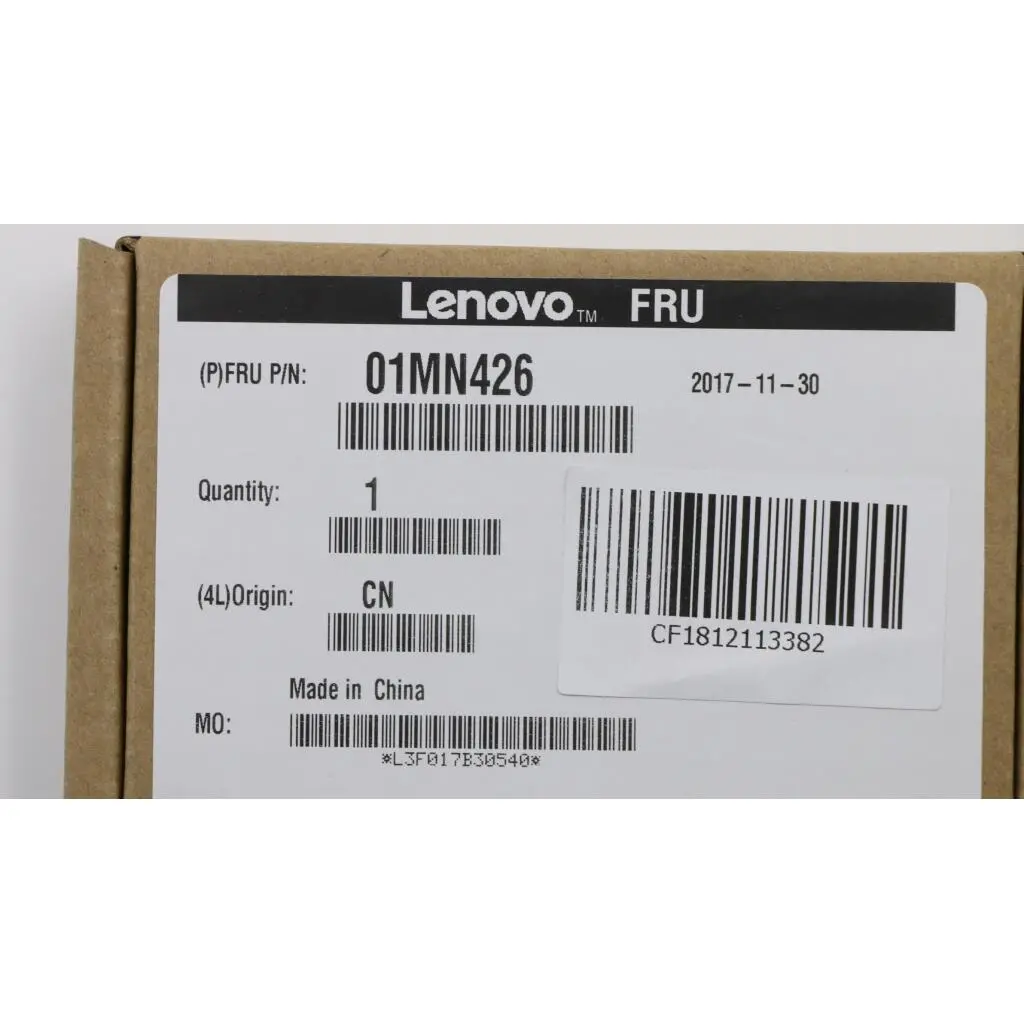 Lenovo™ FRU
(P)FRU P/N: 01MN426 2017-11-30
Quantity: 1
(4L)Origin: CN
CF1812113382
Made in China
MO:
*L3F017B30540*